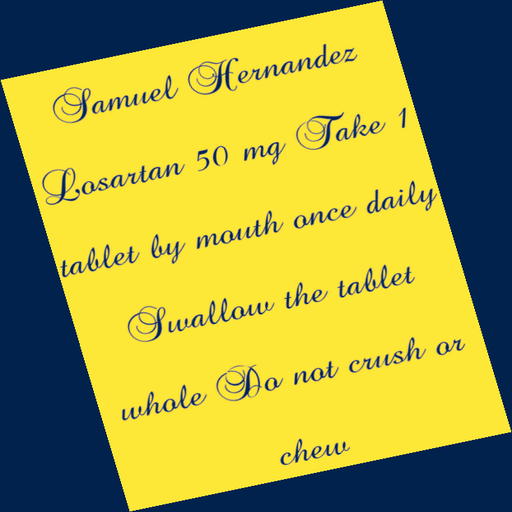 Samuel Hernandez
Losartan 50 mg Take 1
tablet by mouth once daily
Swallow the tablet
whole Do not crush or
chew